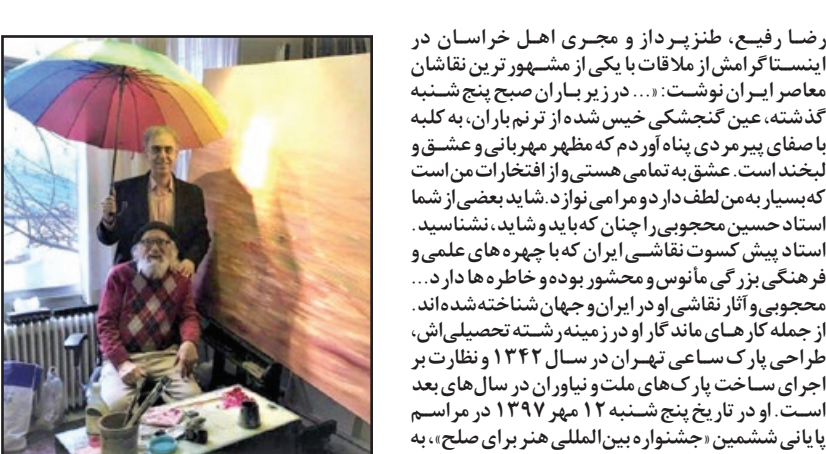 رضا رفیع، طنزپرداز و مجری اهل خراسان در
اینستاگرامش از ملاقات با یکی از مشهورترین نقاشان
معاصر ایران نوشت: «... در زیر باران صبح پنج شنبه
گذشته، عین گنجشکی خیس شده از ترنم باران، به کلبه
باصفای پیرمردی پناه آوردم که مظهر مهربانی و عشق و
لبخند است. عشق به تمامی هستی و از افتخارات من است
که بسیار به من لطف دارد و مرا می نوازد. شاید بعضی از شما
استاد حسین محجوبی را چنان که باید و شاید، نشناسید.
استاد پیش کسوت نقاشی ایران که با چهره های علمی و
فرهنگی بزرگی مأنوس و محشور بوده و خاطره ها دارد...
محجوبی و آثار نقاشی او در ایران و جهان شناخته شده اند.
از جمله کارهای ماندگار او در زمینه رشته تحصیلی اش،
طراحی پارک ساعی تهران در سال ۱۳۴۲ و نظارت بر
اجرای ساخت پارک های ملت و نیاوران در سال های بعد
است. او در تاریخ پنج شنبه ۱۲ مهر ۱۳۹۷ در مراسم
پایانی ششمین «جشنواره بین المللی هنر برای صلح»، به